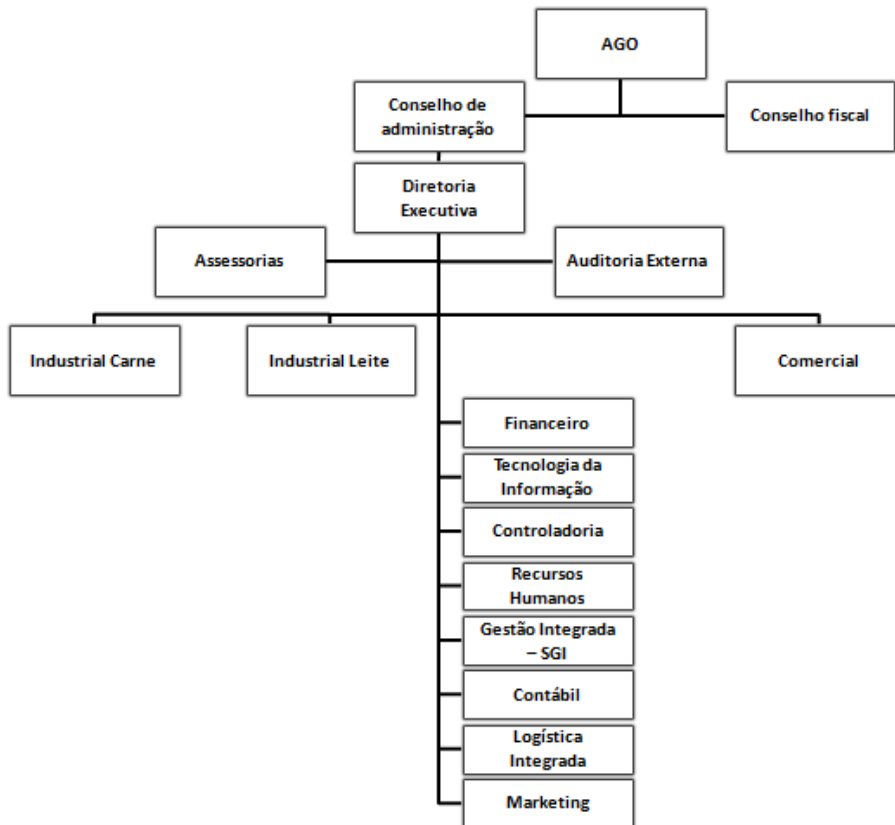 AGO
Conselho de
administração
Conselho fiscal
Diretoria
Executiva
Assessorias
Auditoria Externa
Industrial Carne
Industrial Leite
Comercial
Financeiro
Tecnologia da
Informação
Controladoria
Recursos
Humanos
Gestão Integrada
– SGI
Contábil
Logística
Integrada
Marketing